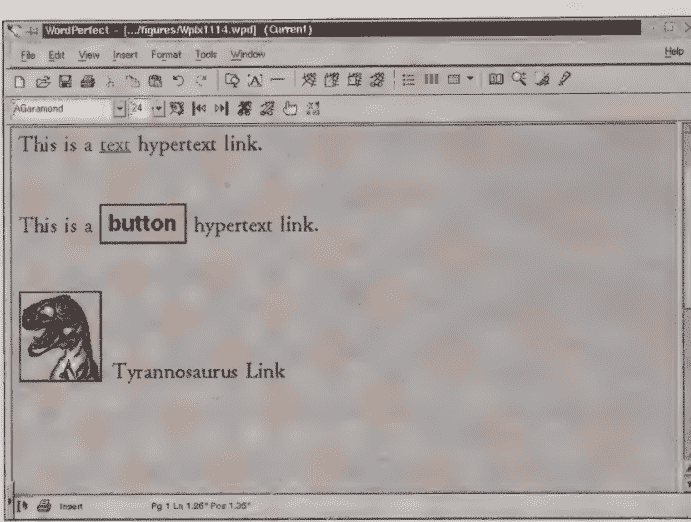 WordPerfect - [.../figures/Wplx1114.wpd] (Current)
File Edit View Insert Format Tools Window Help
AGaramond 24
This is a text hypertext link.
This is a button hypertext link.
Tyrannosaurus Link
Insert Pg 1 Ln 1.26" Pos 1.35"